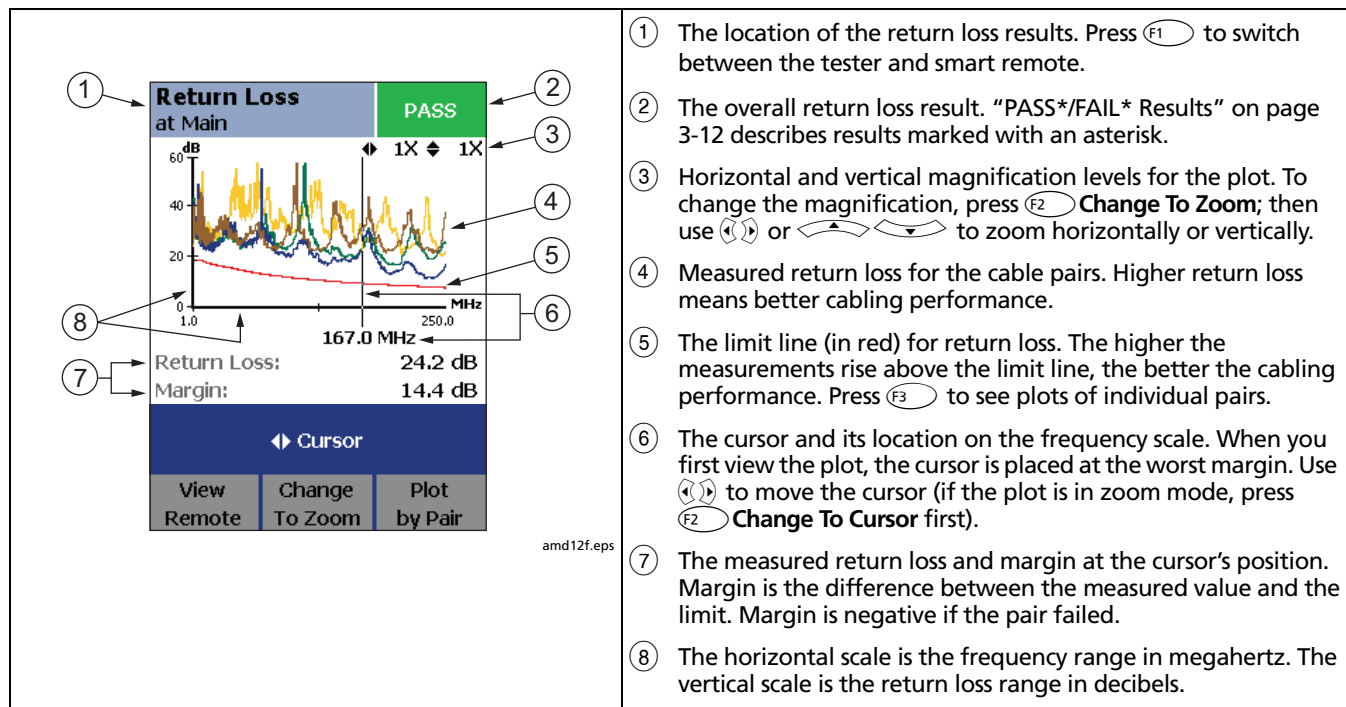 1
Return Loss
at Main
PASS
2
3
dB
1X 1X
60
40
20
0
4
5
6
MHz
1.0
250.0
8
167.0 MHz
7
Return Loss: 24.2 dB
Margin: 14.4 dB
Cursor
View Remote
Change To Zoom
Plot by Pair
amd12f.eps
1 The location of the return loss results. Press F1 to switch
between the tester and smart remote.
2 The overall return loss result. “PASS*/FAIL* Results” on page
3-12 describes results marked with an asterisk.
3 Horizontal and vertical magnification levels for the plot. To
change the magnification, press F2 Change To Zoom; then
use or to zoom horizontally or vertically.
4 Measured return loss for the cable pairs. Higher return loss
means better cabling performance.
5 The limit line (in red) for return loss. The higher the
measurements rise above the limit line, the better the cabling
performance. Press F3 to see plots of individual pairs.
6 The cursor and its location on the frequency scale. When you
first view the plot, the cursor is placed at the worst margin. Use
to move the cursor (if the plot is in zoom mode, press
F2 Change To Cursor first).
7 The measured return loss and margin at the cursor’s position.
Margin is the difference between the measured value and the
limit. Margin is negative if the pair failed.
8 The horizontal scale is the frequency range in megahertz. The
vertical scale is the return loss range in decibels.